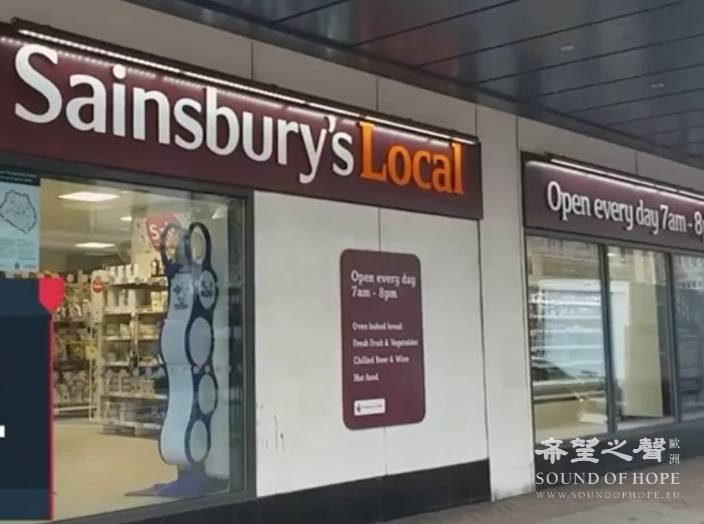 Sainsbury's Local
Open every day 7am - 8
Open every day
7am - 8pm
Oven baked bread
Fresh Fruit & Vegetables
Chilled Beer & Wine
Hot food
希望之聲 歐洲
SOUND OF HOPE
WWW.SOUNDOFHOPE.EU